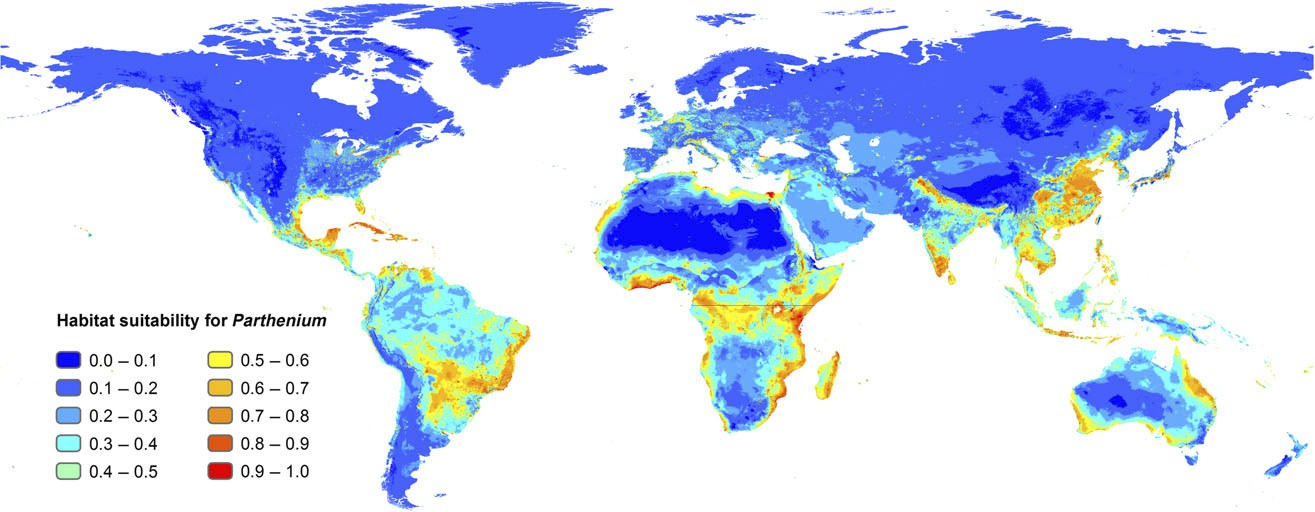 Habitat suitability for Parthenium
0.0 – 0.1
0.1 – 0.2
0.2 – 0.3
0.3 – 0.4
0.4 – 0.5
0.5 – 0.6
0.6 – 0.7
0.7 – 0.8
0.8 – 0.9
0.9 – 1.0